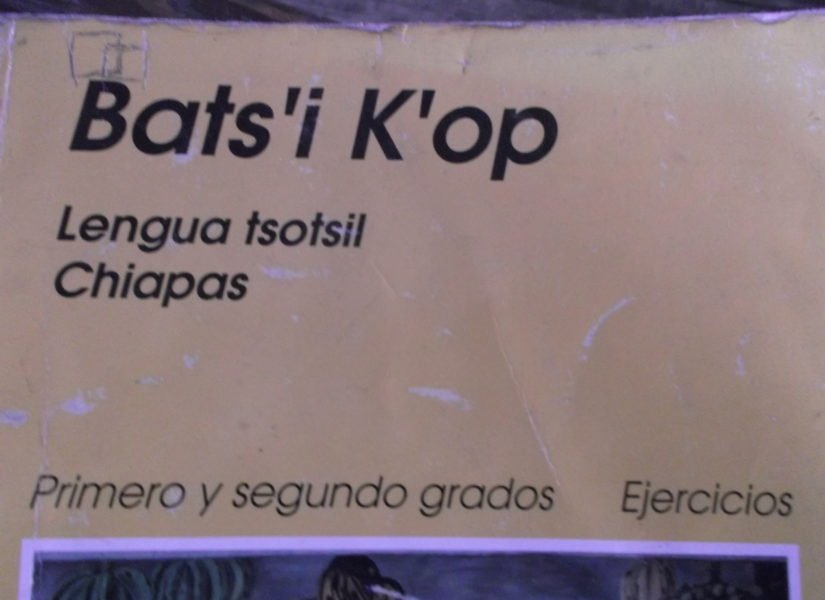 Bats'i K'op
Lengua tsotsil
Chiapas
Primero y segundo grados Ejercicios